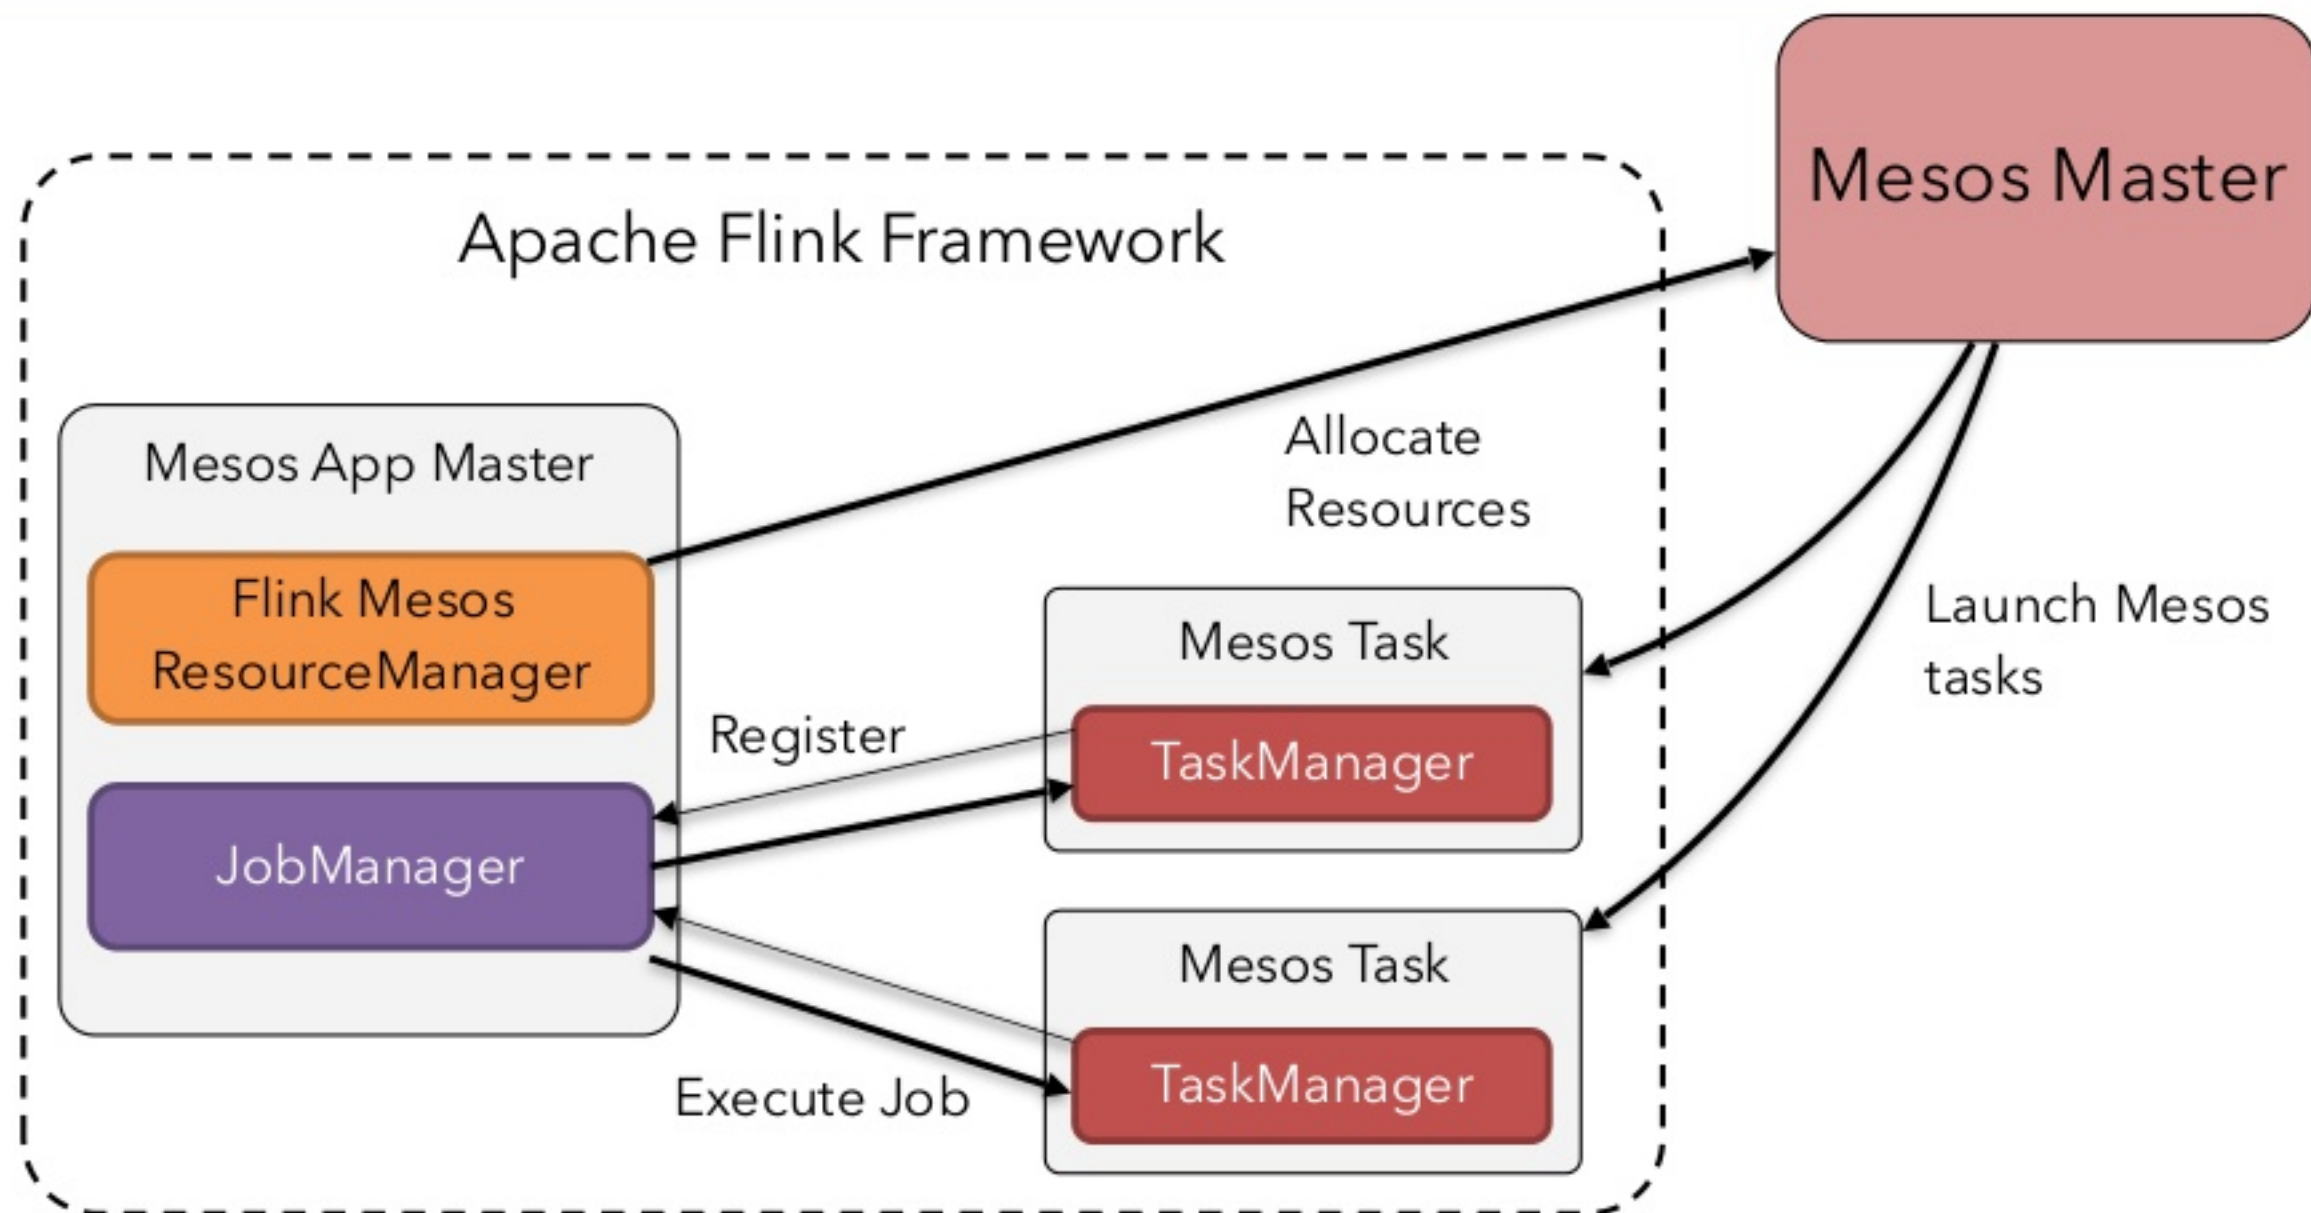 Mesos Master
Apache Flink Framework
Mesos App Master
Allocate
Resources
Flink Mesos
ResourceManager
Mesos Task
Launch Mesos
tasks
Register
TaskManager
JobManager
Mesos Task
Execute Job
TaskManager